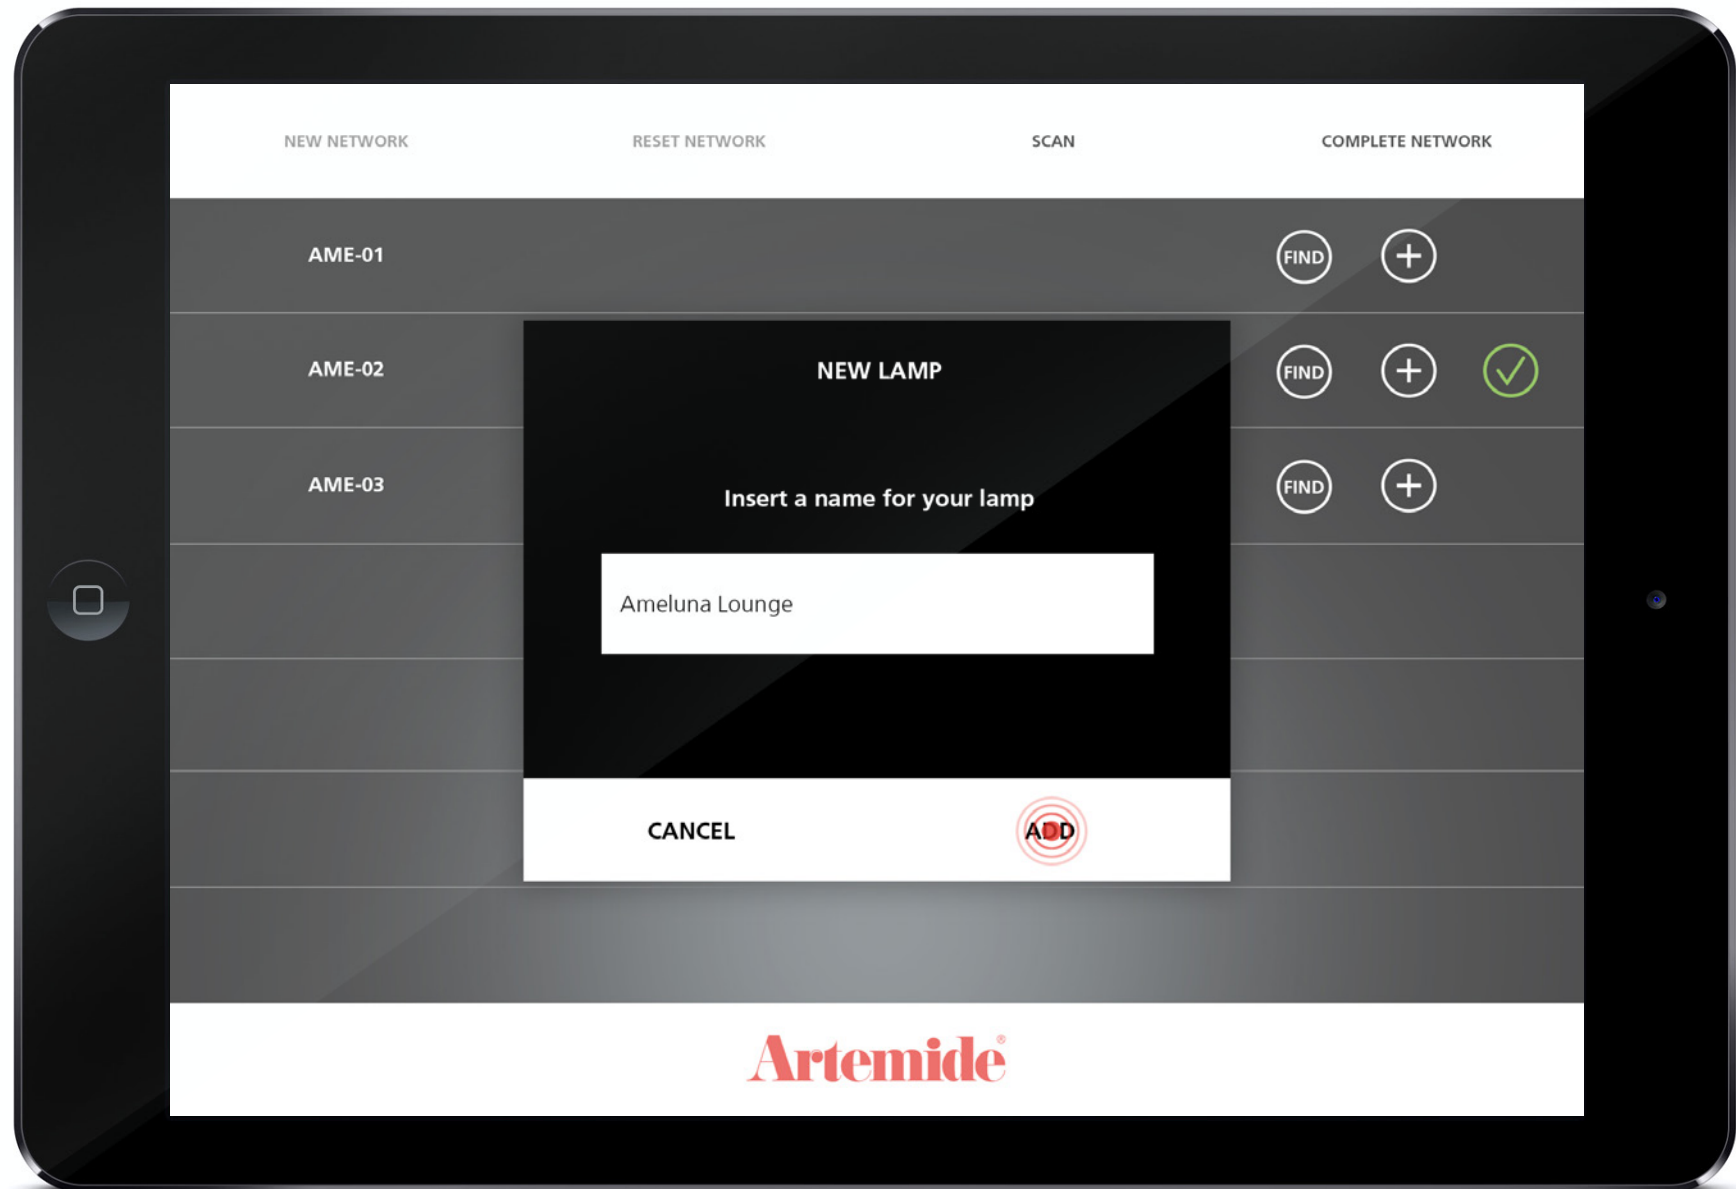 NEW NETWORK RESET NETWORK SCAN COMPLETE NETWORK
AME-01 FIND
AME-02 FIND
AME-03 FIND
NEW LAMP
Insert a name for your lamp
Ameluna Lounge
CANCEL ADD
Artemide®